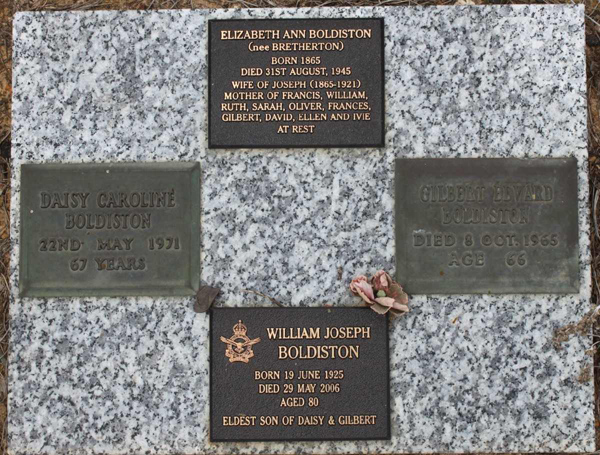 ELIZABETH ANN BOLDISTON
(nee BRETHERTON)
BORN 1865
DIED 31ST AUGUST, 1945
WIFE OF JOSEPH (1865-1921)
MOTHER OF FRANCIS, WILLIAM,
RUTH, SARAH, OLIVER, FRANCES,
GILBERT, DAVID, ELLEN AND IVIE
AT REST
DAISY CAROLINE
BOLDISTON
22ND MAY 1971
67 YEARS
GILBERT EDWARD
BOLDISTON
DIED 8 OCT. 1965
AGE 66
WILLIAM JOSEPH
BOLDISTON
BORN 19 JUNE 1925
DIED 29 MAY 2006
AGED 80
ELDEST SON OF DAISY & GILBERT